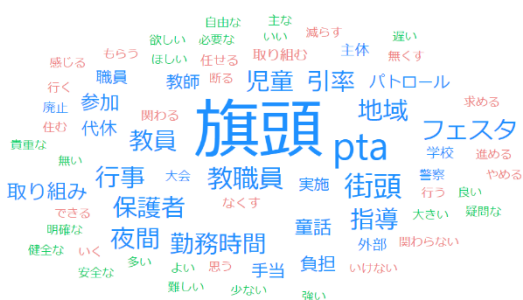 自由な 主な
欲しい 必要な いい 減らす 遅い
もらう ほしい 任せる 取り組む 主休 無くす
感じる 職員 教師 断る 児童 引率 パトロール
行く
廃止 参加 関わる 旗頭 地域 求める
住む 代休 教員 pta フェスタ
貴重な 学校 進める
無い 行事 大会 教職員 実施 街頭 警察 やめる
取り組み 行う 良い
できる 保護者 なくす 童話 指導 大きい 疑問な
明確な 夜間 勤務時間 外部 関わらない
健全な いく 多い よい 思う 手当 負担 いけない
安全な 難しい 少ない 強い